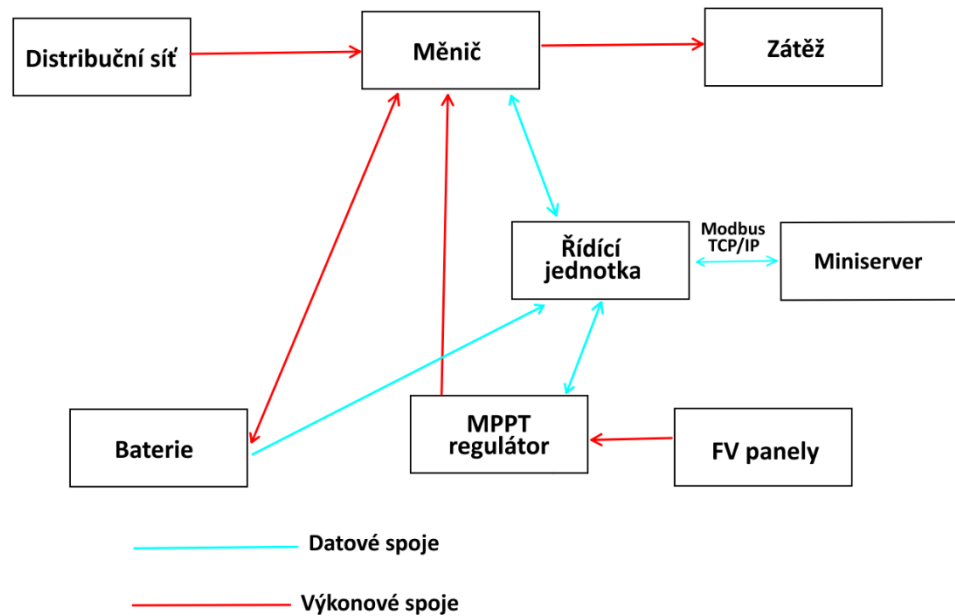 Distribuční síť
Měnič
Zátěž
Řídící
jednotka
Modbus
TCP/IP
Miniserver
Baterie
MPPT
regulátor
FV panely
Datové spoje
Výkonové spoje